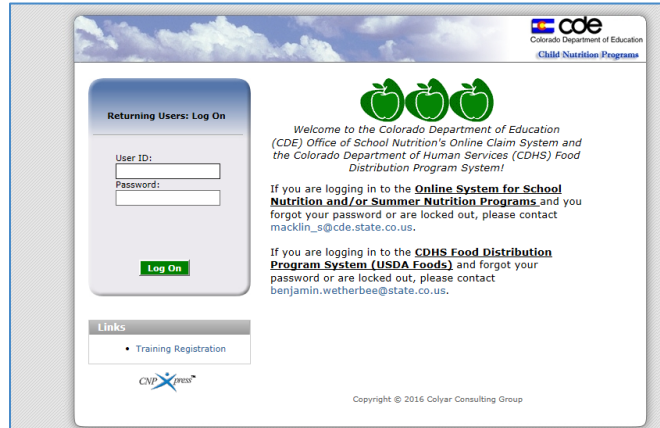 cde
Colorado Department of Education
Child Nutrition Programs
Returning Users: Log On
User ID:
Password:
Log On
Links
• Training Registration
CNP Xpress™
Welcome to the Colorado Department of Education
(CDE) Office of School Nutrition's Online Claim System and
the Colorado Department of Human Services (CDHS) Food
Distribution Program System!
If you are logging in to the Online System for School
Nutrition and/or Summer Nutrition Programs and you
forgot your password or are locked out, please contact
macklin_s@cde.state.co.us.
If you are logging in to the CDHS Food Distribution
Program System (USDA Foods) and forgot your
password or are locked out, please contact
benjamin.wetherbee@state.co.us.
Copyright © 2016 Colyar Consulting Group